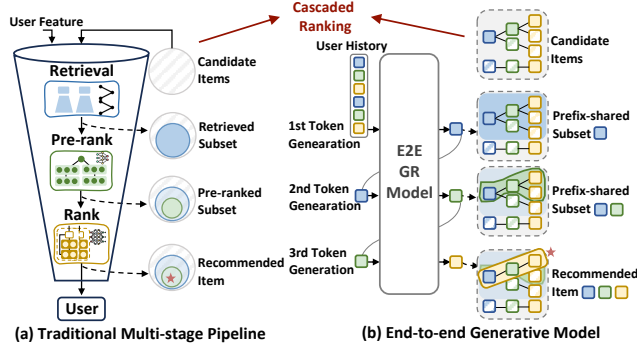 User Feature
Cascaded
Ranking
Retrieval
Candidate
Items
Retrieved
Subset
Pre-rank
Pre-ranked
Subset
Rank
Recommended
Item
User
(a) Traditional Multi-stage Pipeline
User History
1st Token
Genearation
E2E
GR
Model
2nd Token
Genearation
3rd Token
Generation
Candidate
Items
Prefix-shared
Subset
Prefix-shared
Subset
Recommended
Item
(b) End-to-end Generative Model